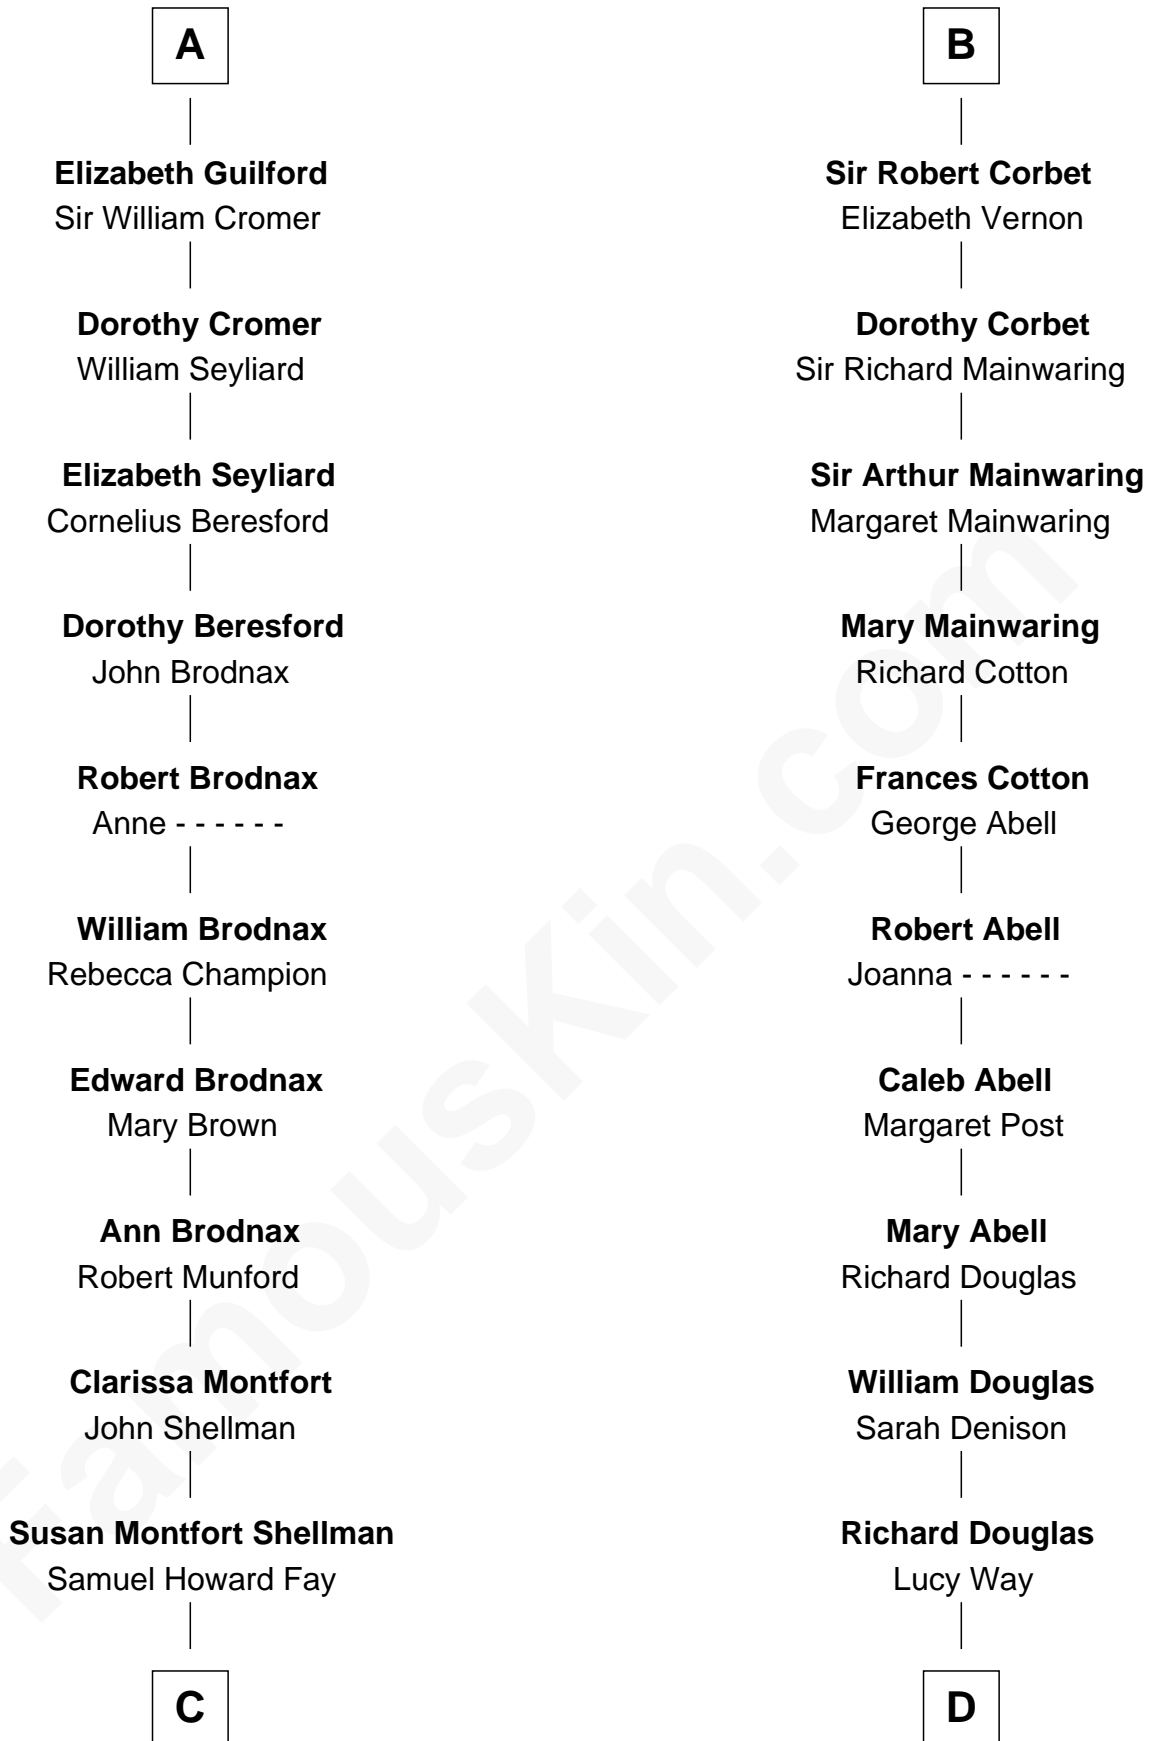 A
Elizabeth Guilford
Sir William Cromer
Dorothy Cromer
William Seyliard
Elizabeth Seyliard
Cornelius Beresford
Dorothy Beresford
John Brodnax
Robert Brodnax
Anne - - - - - -
William Brodnax
Rebecca Champion
Edward Brodnax
Mary Brown
Ann Brodnax
Robert Munford
Clarissa Montfort
John Shellman
Susan Montfort Shellman
Samuel Howard Fay
C
B
Sir Robert Corbet
Elizabeth Vernon
Dorothy Corbet
Sir Richard Mainwaring
Sir Arthur Mainwaring
Margaret Mainwaring
Mary Mainwaring
Richard Cotton
Frances Cotton
George Abell
Robert Abell
Joanna - - - - - -
Caleb Abell
Margaret Post
Mary Abell
Richard Douglas
William Douglas
Sarah Denison
Richard Douglas
Lucy Way
D
FamousKin.com